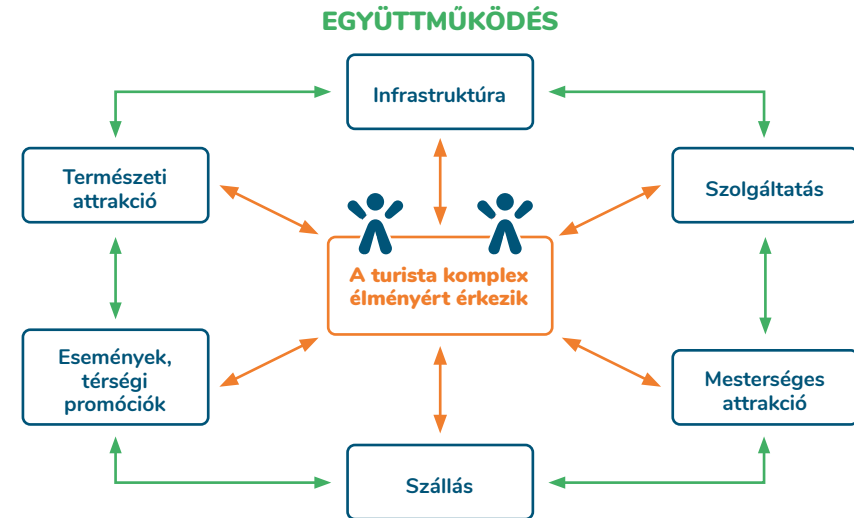 EGYÜTTMŰKÖDÉS
Infrastruktúra
Természeti
attrakció
Szolgáltatás
A turista komplex
élményért érkezik
Események,
térségi
promóciók
Mesterséges
attrakció
Szállás